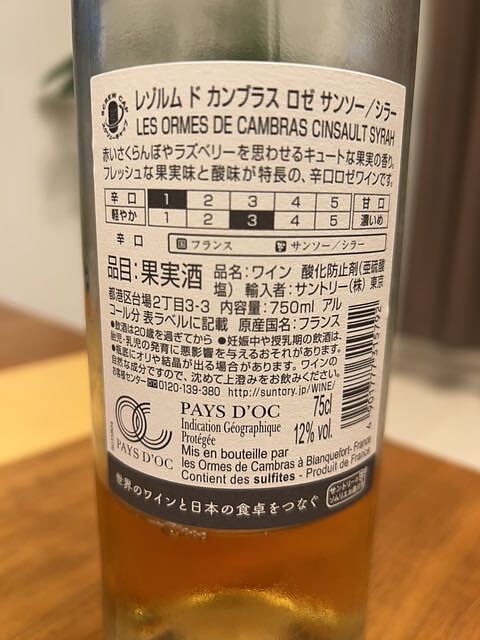 SCREW CAP
レゾルム ド カンブラス ロゼ サンソー／シラー
LES ORMES DE CAMBRAS CINSAULT SYRAH
赤いさくらんぼやラズベリーを思わせるキュートな果実の香り。
フレッシュな果実味と酸味が特長の、辛口ロゼワインです。
辛口 1 2 3 4 5 甘口
軽やか 1 2 3 4 5 濃いめ
辛口 国 フランス サンソー／シラー
品目：果実酒 品名：ワイン 酸化防止剤（亜硫酸
塩） 輸入者：サントリー（株） 東京
都港区台場2丁目3-3 内容量：750ml アル
コール分 表ラベルに記載 原産国名：フランス
●飲酒は20歳を過ぎてから ●妊娠中や授乳期の飲酒は、
胎児・乳児の発育に悪影響を与えるおそれがあります。
●瓶底にオリや結晶が出る場合があります。ワインの
自然な成分ですので、沈めて上澄みをお飲みください。
お客様センター 0120-139-380 http://suntory.jp/WINE/
PAYS D'OC
Indication Géographique
Protégée
75cl
12% vol.
PAYS D'OC
Mis en bouteille par
les Ormes de Cambras à Blanquefort- France
Contient des sulfites - Produit de France
世界のワインと日本の食卓をつなぐ